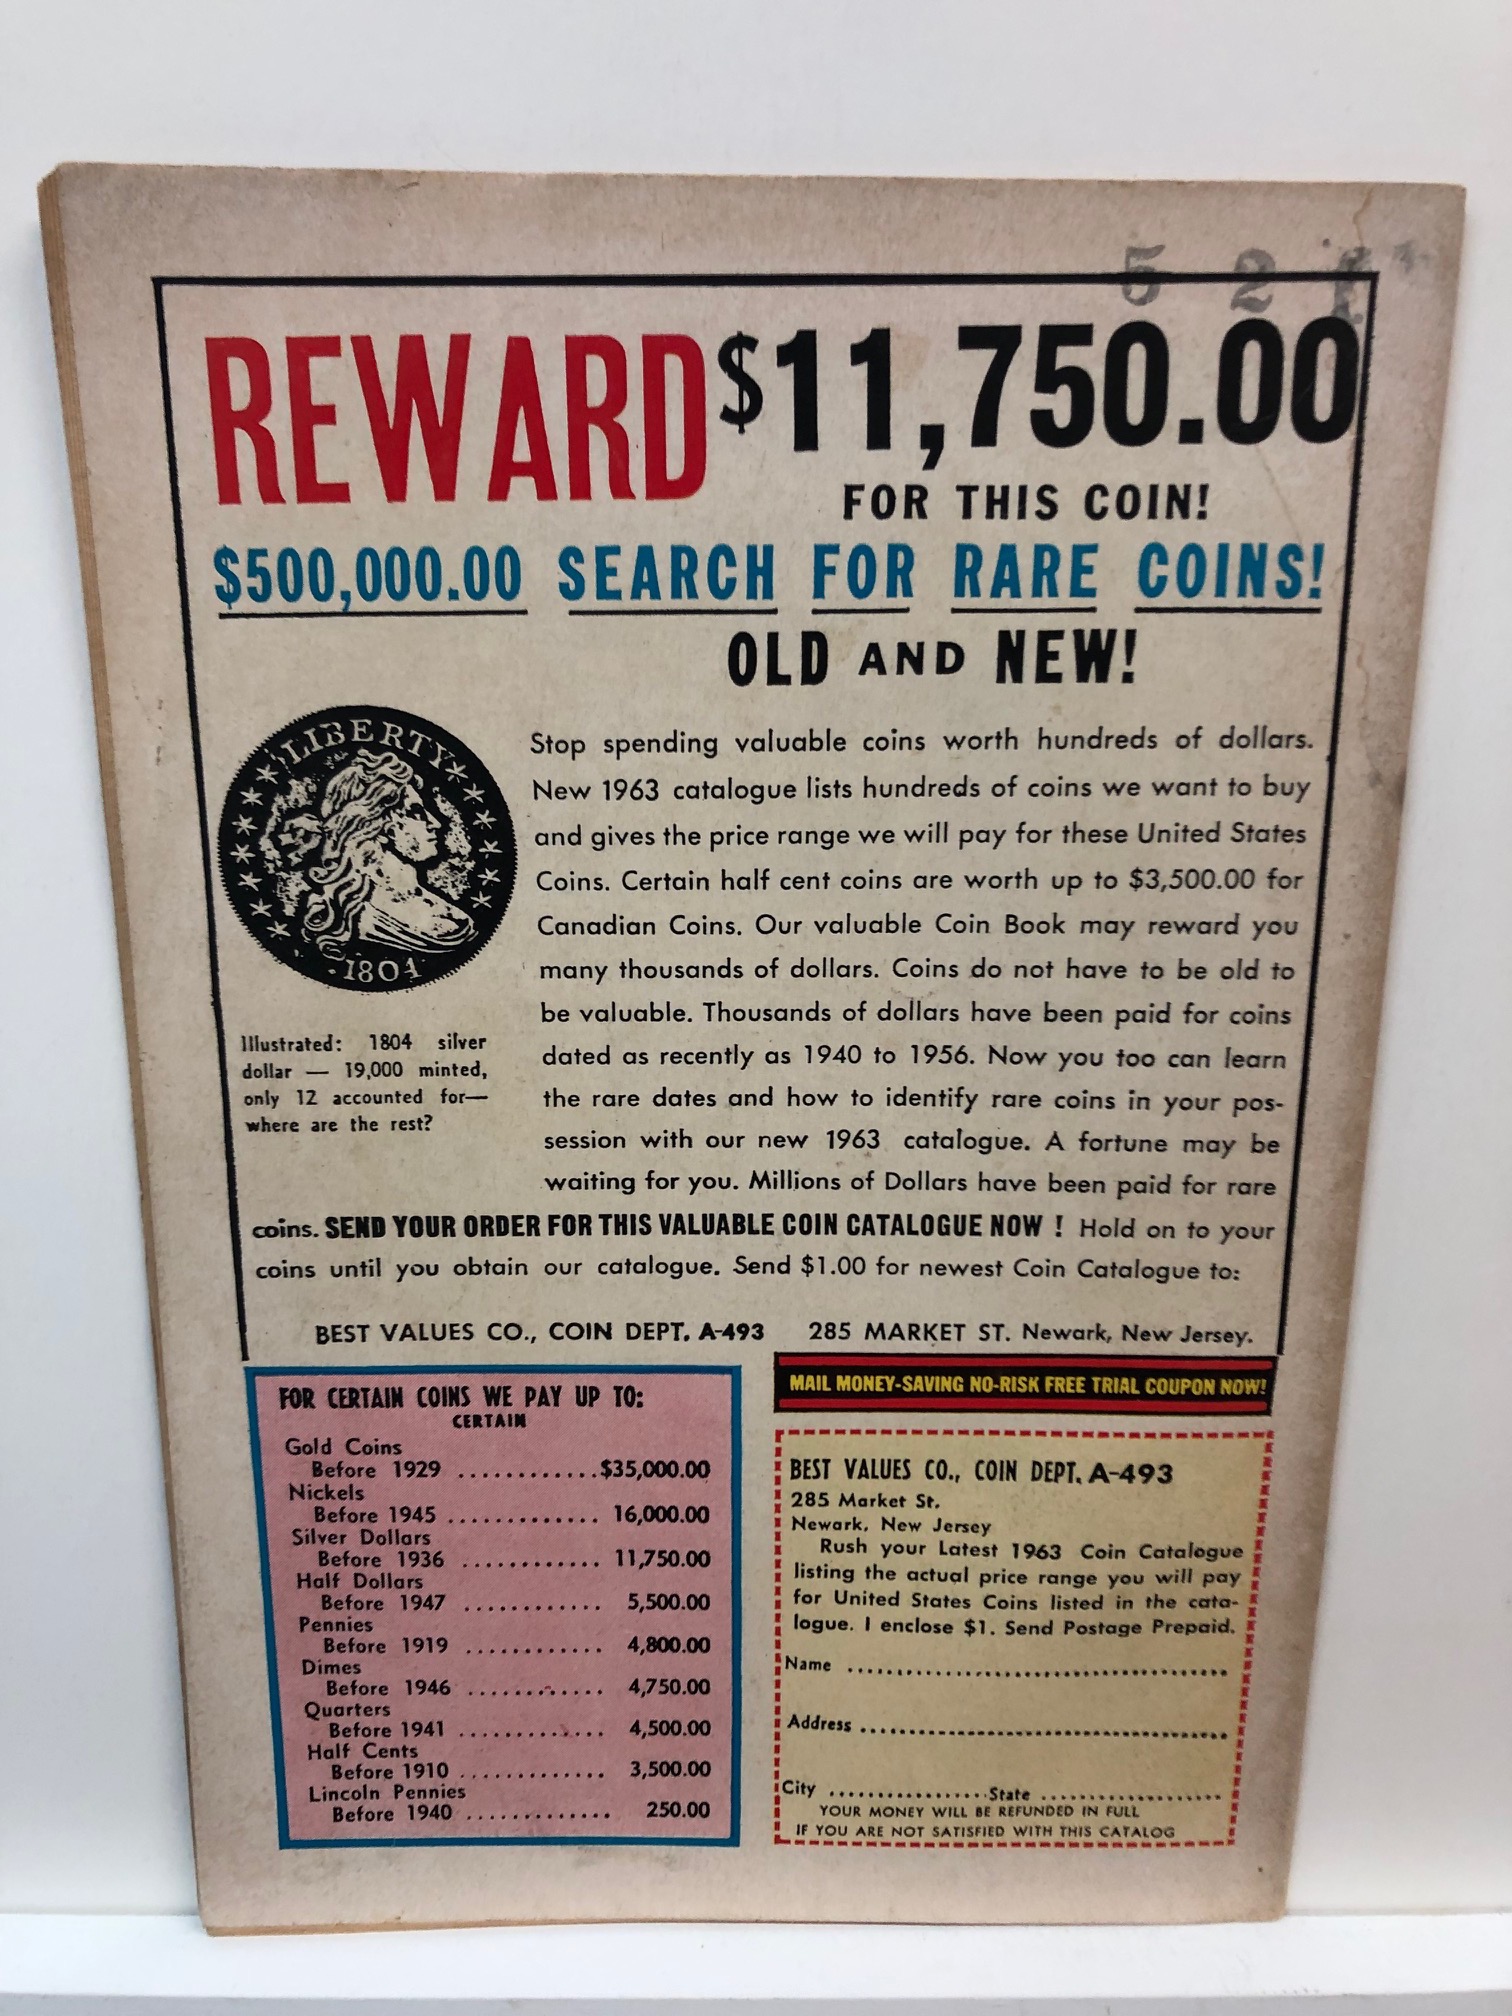 5 2
REWARD $11,750.00
FOR THIS COIN!
$500,000.00 SEARCH FOR RARE COINS!
OLD AND NEW!
LIBERTY
1804
Illustrated: 1804 silver
dollar — 19,000 minted,
only 12 accounted for—
where are the rest?
Stop spending valuable coins worth hundreds of dollars.
New 1963 catalogue lists hundreds of coins we want to buy
and gives the price range we will pay for these United States
Coins. Certain half cent coins are worth up to $3,500.00 for
Canadian Coins. Our valuable Coin Book may reward you
many thousands of dollars. Coins do not have to be old to
be valuable. Thousands of dollars have been paid for coins
dated as recently as 1940 to 1956. Now you too can learn
the rare dates and how to identify rare coins in your pos-
session with our new 1963 catalogue. A fortune may be
waiting for you. Millions of Dollars have been paid for rare
coins. SEND YOUR ORDER FOR THIS VALUABLE COIN CATALOGUE NOW ! Hold on to your
coins until you obtain our catalogue. Send $1.00 for newest Coin Catalogue to:
BEST VALUES CO., COIN DEPT. A-493 285 MARKET ST. Newark, New Jersey.
FOR CERTAIN COINS WE PAY UP TO:
CERTAIN
Gold Coins
Before 1929 ............$35,000.00
Nickels
Before 1945 ............. 16,000.00
Silver Dollars
Before 1936 ............ 11,750.00
Half Dollars
Before 1947 ............ 5,500.00
Pennies
Before 1919 ............ 4,800.00
Dimes
Before 1946 ............ 4,750.00
Quarters
Before 1941 ............. 4,500.00
Half Cents
Before 1910 ............. 3,500.00
Lincoln Pennies
Before 1940 ............. 250.00
MAIL MONEY-SAVING NO-RISK FREE TRIAL COUPON NOW!
BEST VALUES CO., COIN DEPT. A-493
285 Market St.
Newark, New Jersey
Rush your Latest 1963 Coin Catalogue
listing the actual price range you will pay
for United States Coins listed in the cata-
logue. I enclose $1. Send Postage Prepaid.
Name ......................................
Address ......................................
City .................State ...................
YOUR MONEY WILL BE REFUNDED IN FULL
IF YOU ARE NOT SATISFIED WITH THIS CATALOG